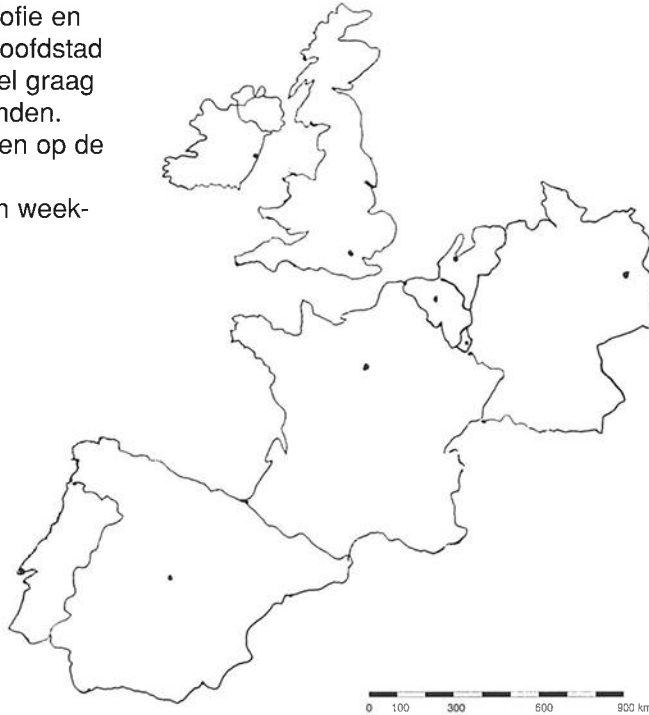 ofie en
oofdstad
el graag
nden.
en op de
n week-
0 100 300 600 900 km